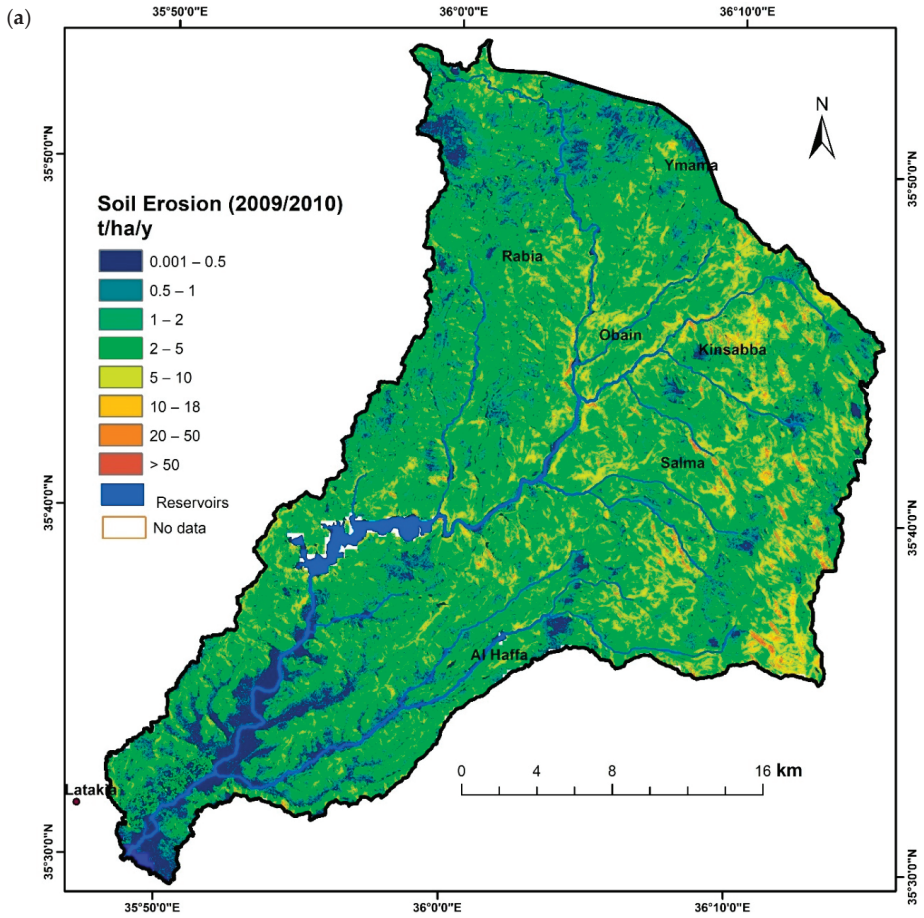 (a)
35°50'0"E 36°0'0"E 36°10'0"E
N
35°50'0"N 35°50'0"N
Ymama
Soil Erosion (2009/2010)
t/ha/y
0.001 – 0.5
0.5 – 1
1 – 2
2 – 5
5 – 10
10 – 18
20 – 50
> 50
Reservoirs
No data
Rabia
Obain
Kinsabba
Salma
35°40'0"N 35°40'0"N
Al Haffa
0 4 8 16 km
Latakia
35°30'0"N 35°30'0"N
35°50'0"E 36°0'0"E 36°10'0"E